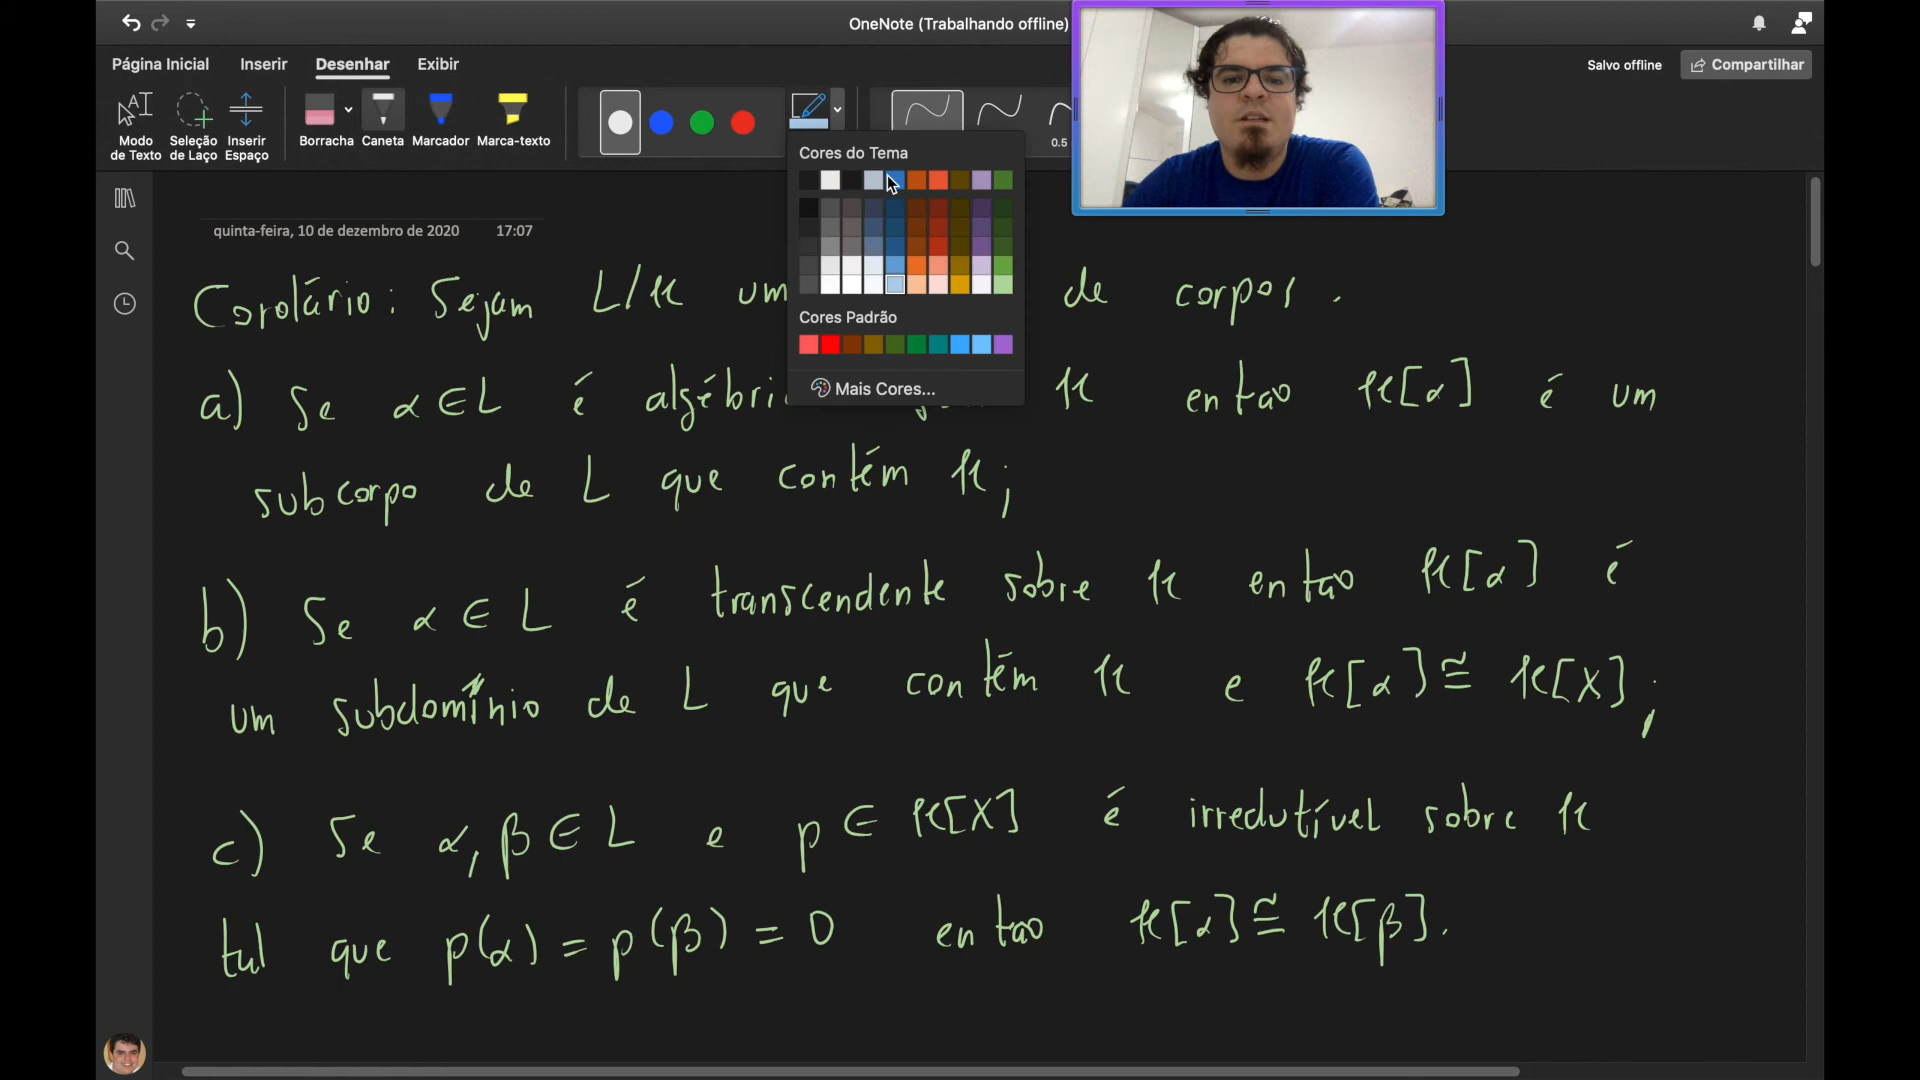 OneNote (Trabalhando offline)
Página Inicial Inserir Desenhar Exibir
Salvo offline Compartilhar
Modo de Texto Seleção de Laço Inserir Espaço Borracha Caneta Marcador Marca-texto
0.5
Cores do Tema
Cores Padrão
Mais Cores...
quinta-feira, 10 de dezembro de 2020 17:07
Corolário: Sejam L/K um de corpos.
a) Se α ∈ L é algébri K entao K[α] é um
subcorpo de L que contém K;
b) Se α ∈ L é transcendente sobre K entao K[α] é
um subdomínio de L que contém K e K[α] ≅ K[X];
c) Se α, β ∈ L e p ∈ K[X] é irredutível sobre K
tal que p(α) = p(β) = 0 entao K[α] ≅ K[β].